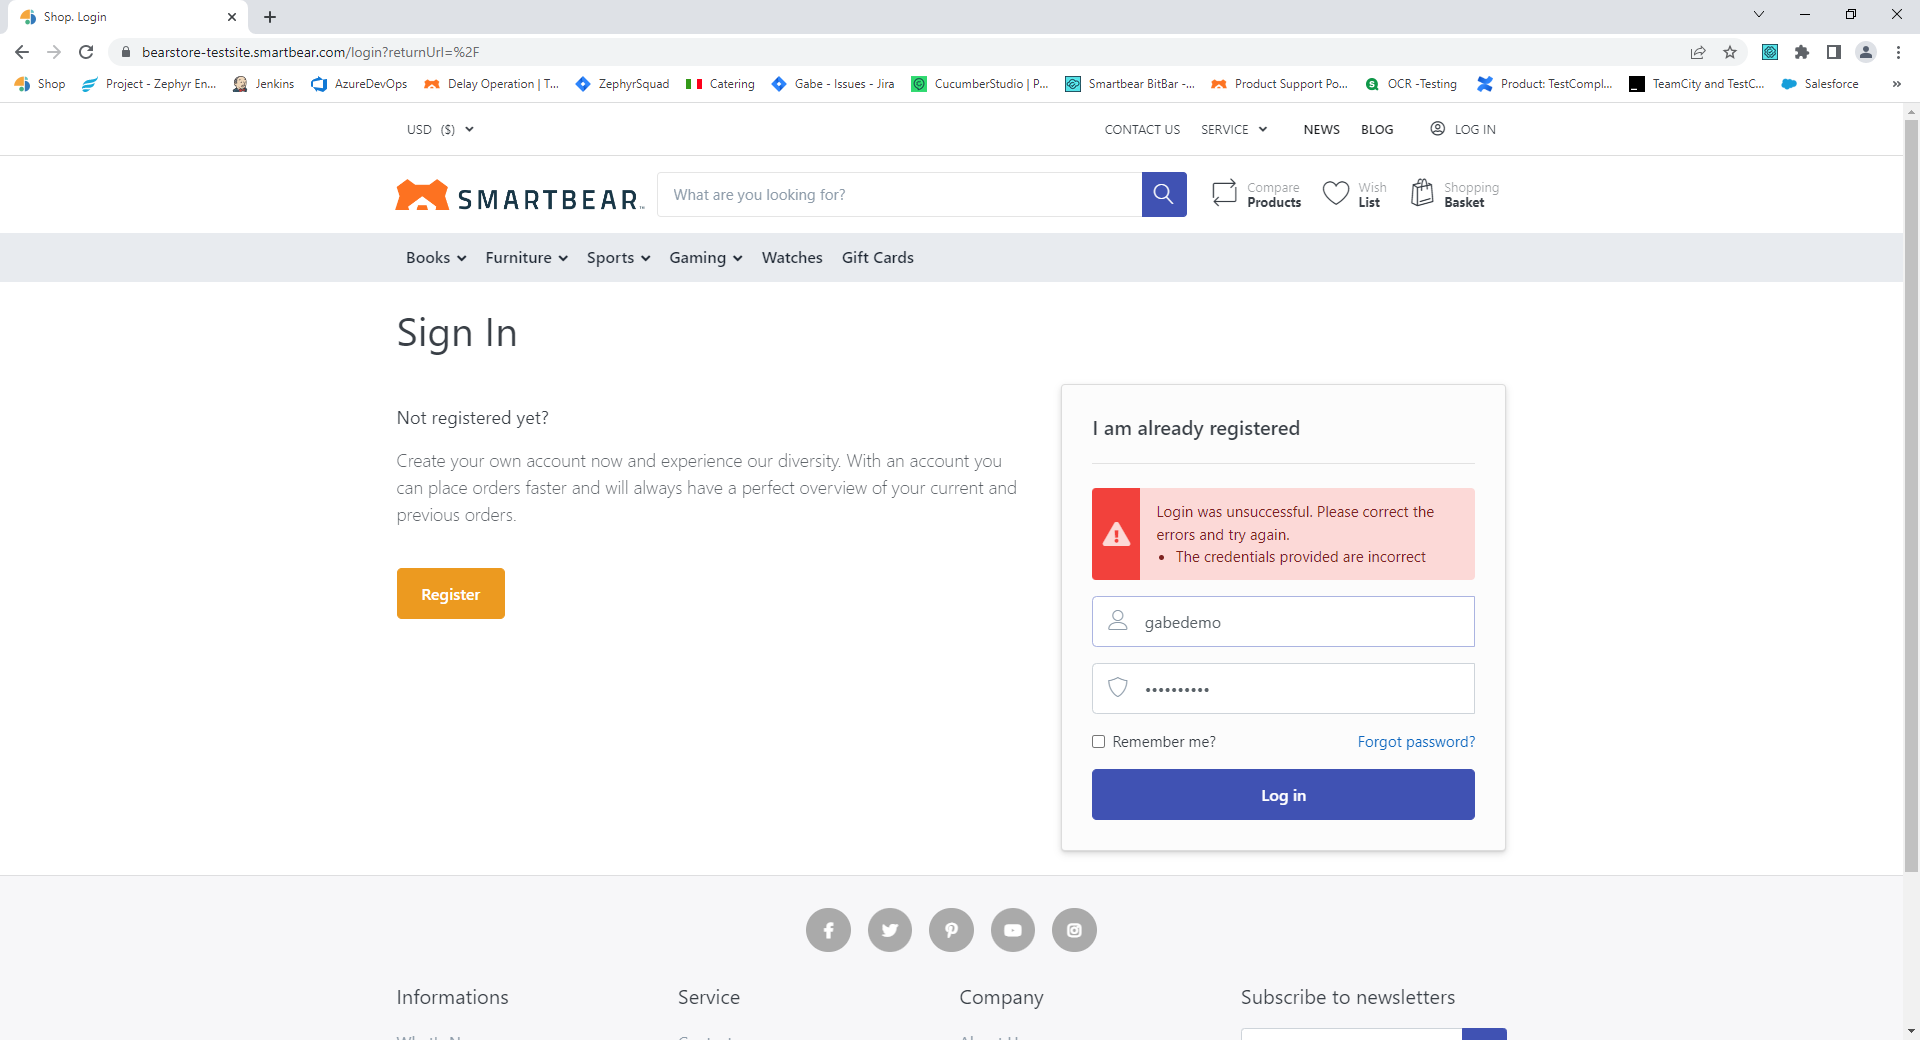 Shop. Login
bearstore-testsite.smartbear.com/login?returnUrl=%2F
Shop
Project - Zephyr En...
Jenkins
AzureDevOps
Delay Operation | T...
ZephyrSquad
Catering
Gabe - Issues - Jira
CucumberStudio | P...
Smartbear BitBar -...
Product Support Po...
OCR -Testing
Product: TestCompl...
TeamCity and TestC...
Salesforce
»
USD ($)
CONTACT US
SERVICE
NEWS
BLOG
LOG IN
SMARTBEAR
What are you looking for?
Compare
Products
Wish
List
Shopping
Basket
Books
Furniture
Sports
Gaming
Watches
Gift Cards
Sign In
Not registered yet?
Create your own account now and experience our diversity. With an account you
can place orders faster and will always have a perfect overview of your current and
previous orders.
Register
I am already registered
Login was unsuccessful. Please correct the
errors and try again.
• The credentials provided are incorrect
gabedemo
••••••••••
Remember me?
Forgot password?
Log in
Informations
Service
Company
Subscribe to newsletters